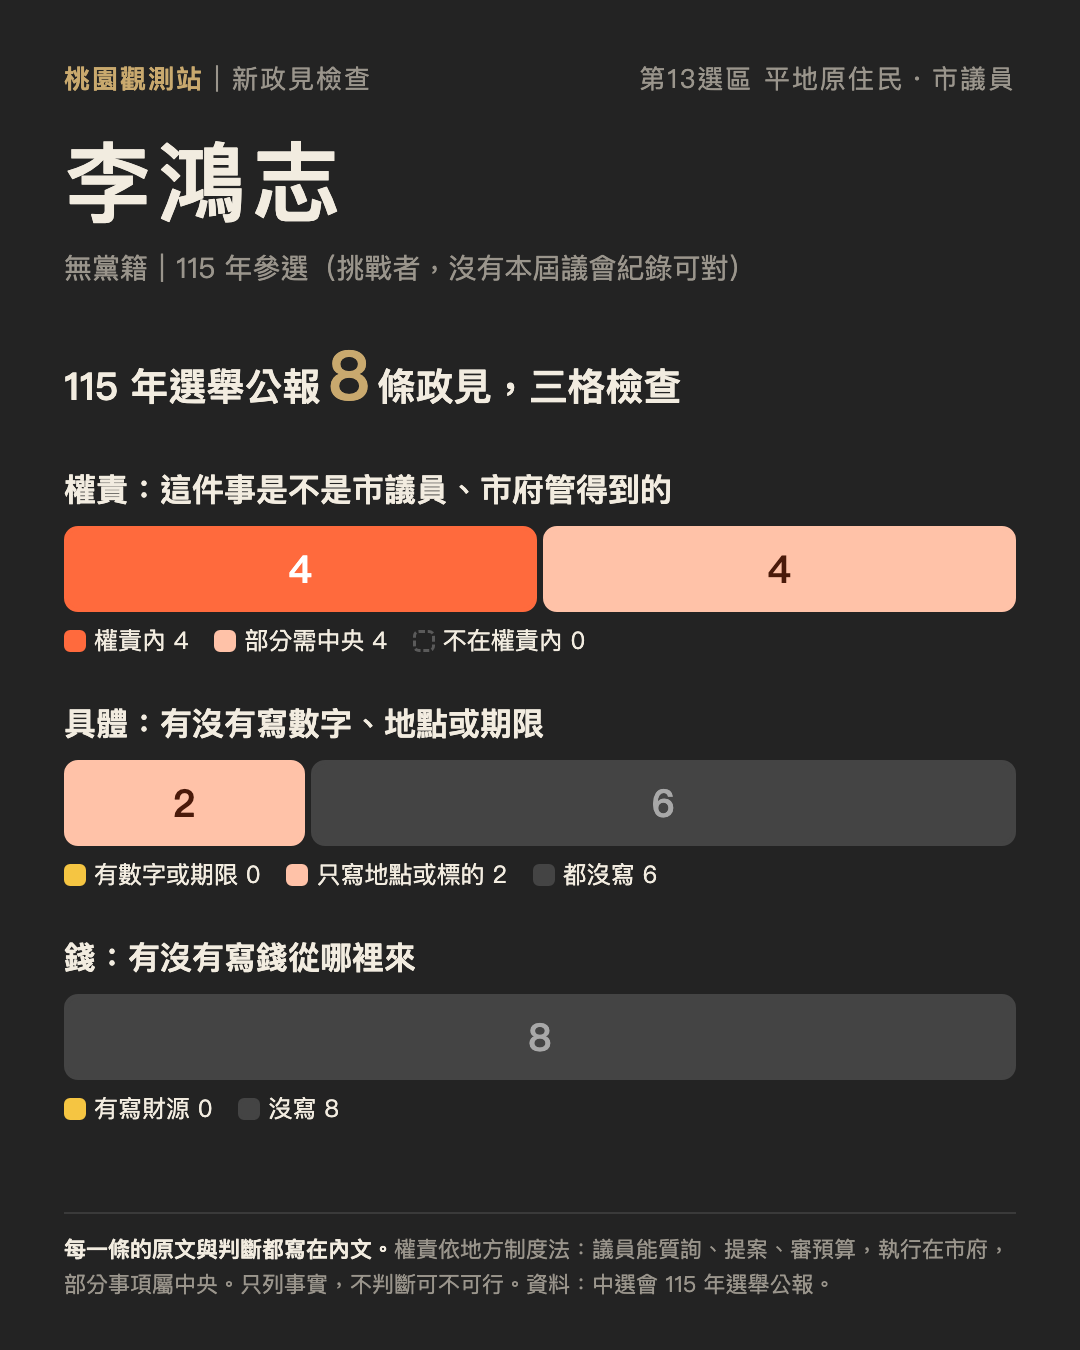 桃園觀測站｜新政見檢查
第13選區 平地原住民・市議員
李鴻志
無黨籍｜115 年參選（挑戰者，沒有本屆議會紀錄可對）
115 年選舉公報 8 條政見，三格檢查
權責：這件事是不是市議員、市府管得到的
4 4
權責內 4 部分需中央 4 不在權責內 0
具體：有沒有寫數字、地點或期限
2 6
有數字或期限 0 只寫地點或標的 2 都沒寫 6
錢：有沒有寫錢從哪裡來
8
有寫財源 0 沒寫 8
每一條的原文與判斷都寫在內文。權責依地方制度法：議員能質詢、提案、審預算，執行在市府，
部分事項屬中央。只列事實，不判斷可不可行。資料：中選會 115 年選舉公報。